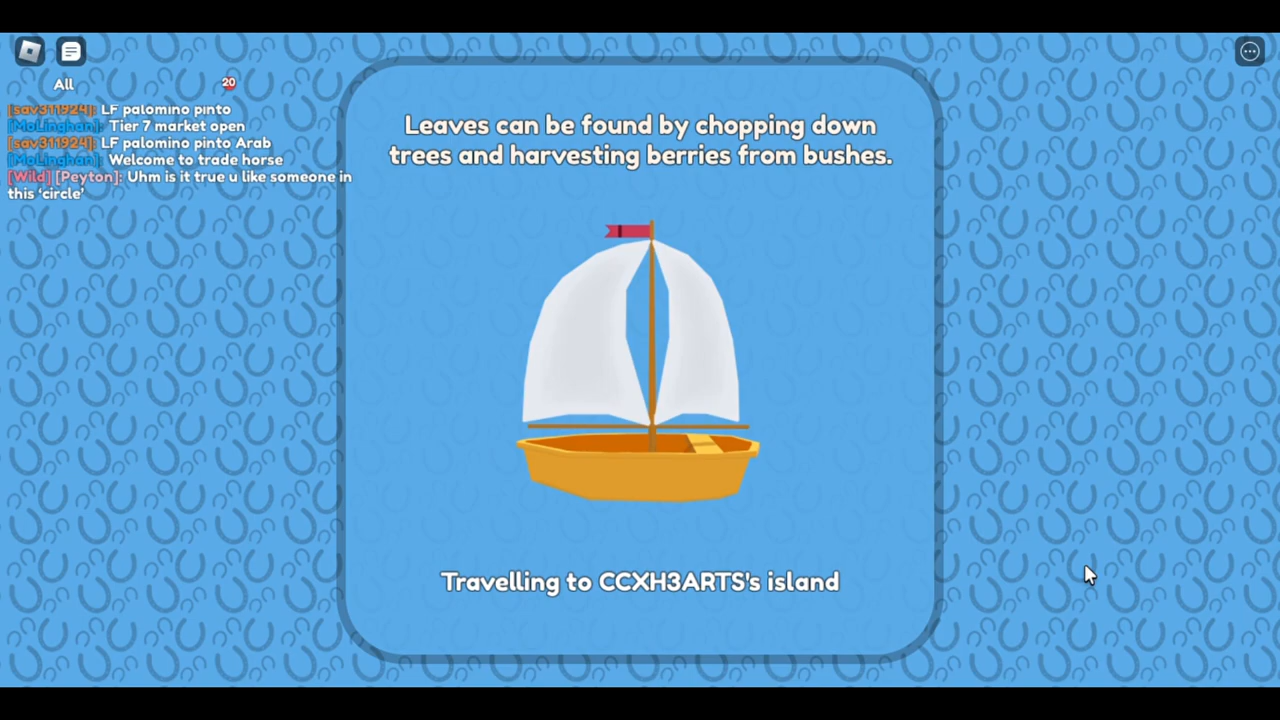 All
20
[sav311924]: LF palomino pinto
[MoLinghan]: Tier 7 market open
[sav311924]: LF palomino pinto Arab
[MoLinghan]: Welcome to trade horse
[Wild] [Peyton]: Uhm is it true u like someone in
this ‘circle’
Leaves can be found by chopping down
trees and harvesting berries from bushes.
Travelling to CCXH3ARTS's island